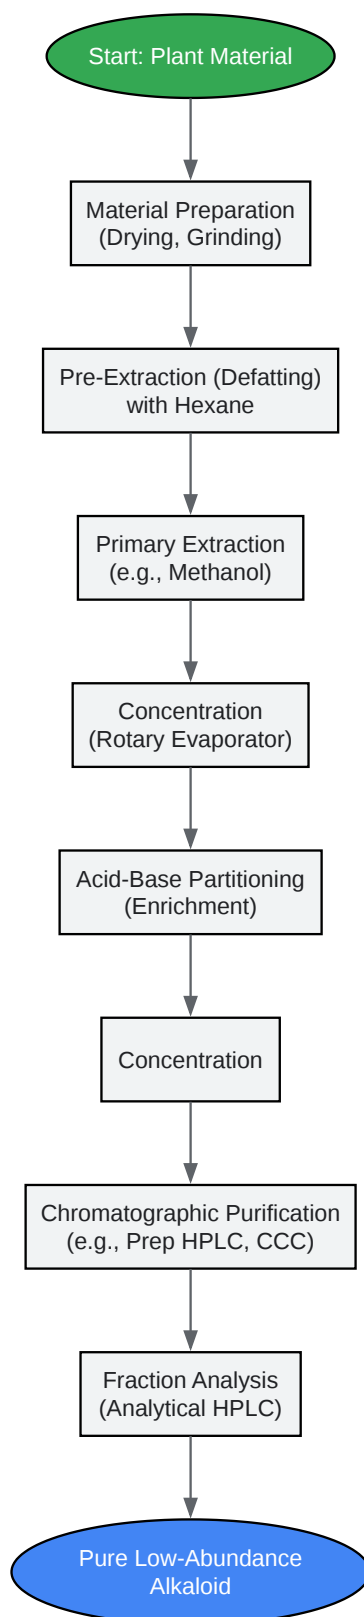 Start: Plant Material
Material Preparation
(Drying, Grinding)
Pre-Extraction (Defatting)
with Hexane
Primary Extraction
(e.g., Methanol)
Concentration
(Rotary Evaporator)
Acid-Base Partitioning
(Enrichment)
Concentration
Chromatographic Purification
(e.g., Prep HPLC, CCC)
Fraction Analysis
(Analytical HPLC)
Pure Low-Abundance
Alkaloid